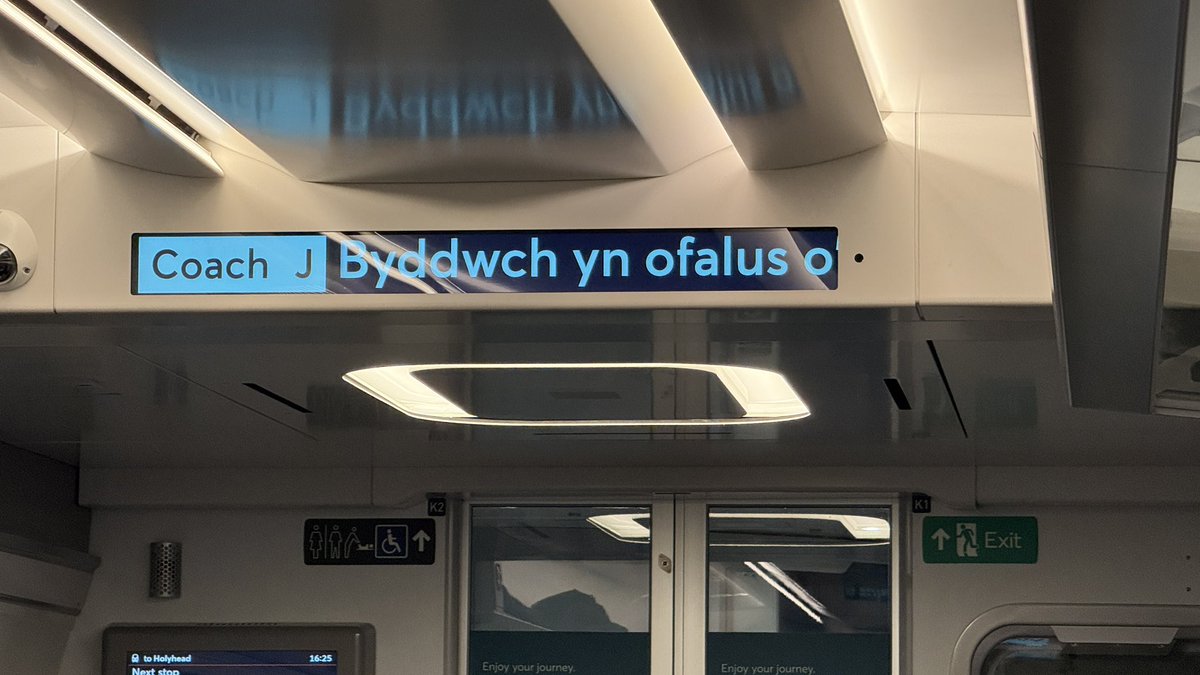 Coach J Byddwch yn ofalus o'
K2
K1
Exit
to Holyhead 16:25
Next stop
Enjoy your journey.
Enjoy your journey.